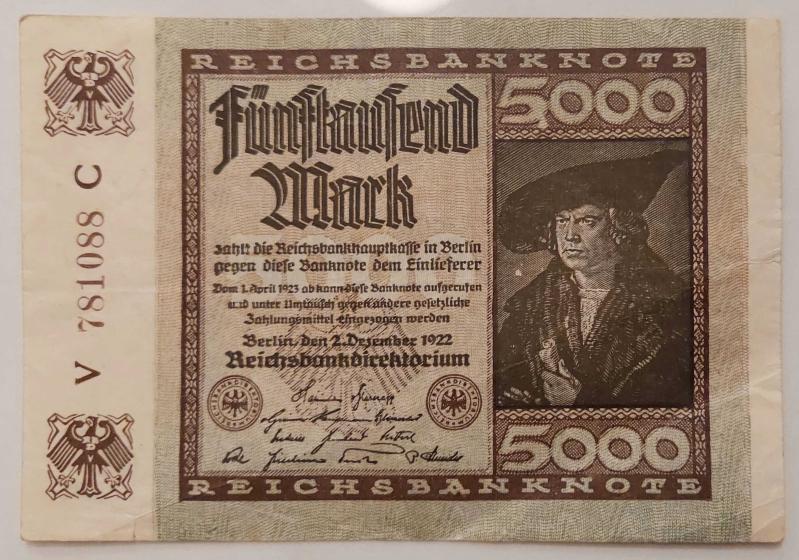 REICHSBANKNOTE
Fünftausend
Mark
5000
zahlt die Reichsbankhauptkasse in Berlin
gegen diese Banknote dem Einlieferer
Vom 1. April 1923 ab kann diese Banknote aufgerufen
und unter Umtausch gegen andere gesetzliche
Zahlungsmittel eingezogen werden
Berlin, den 2. Dezember 1922
Reichsbankdirektorium
REICHSBANKDIREKTORIUM
REICHSBANKDIREKTORIUM
5000
REICHSBANKNOTE
V 781088 C